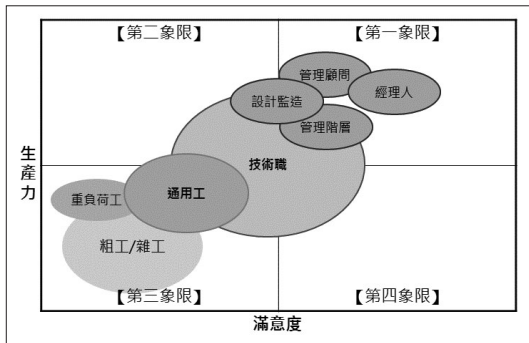 【第二象限】
【第一象限】
管理顧問
經理人
設計監造
管理階層
技術職
生產力
通用工
重負荷工
粗工/雜工
【第三象限】
【第四象限】
滿意度